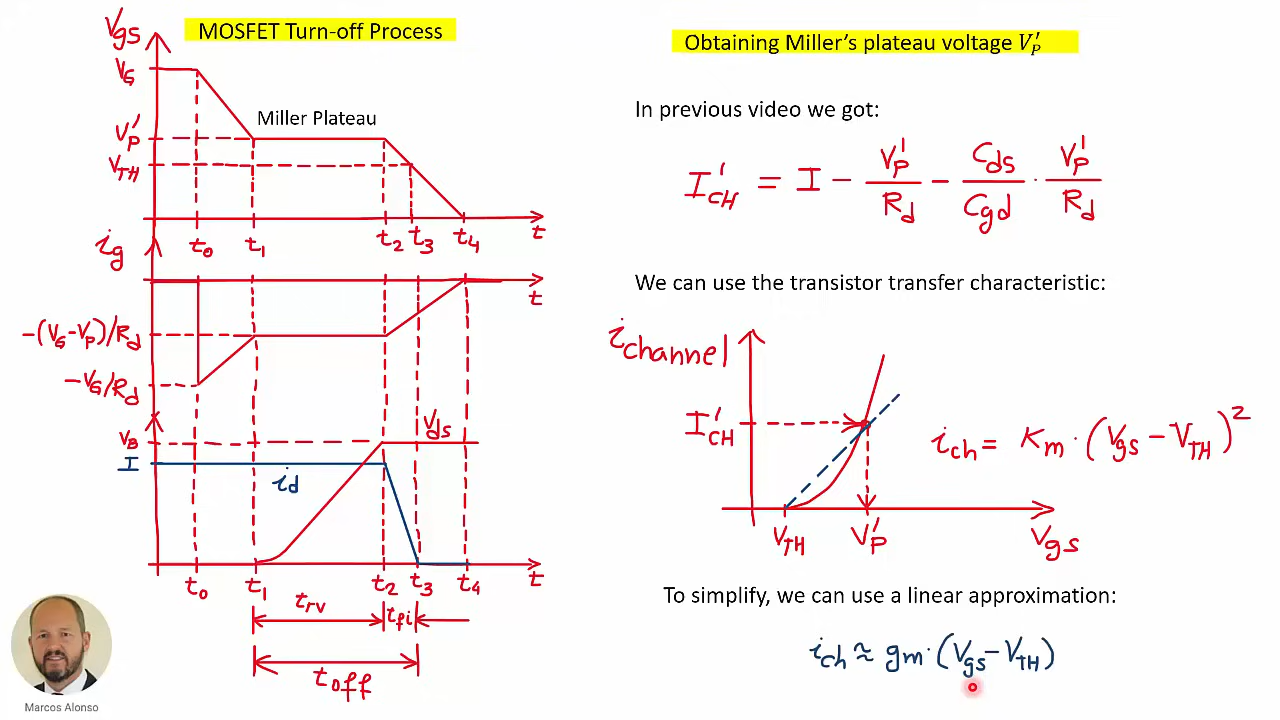 MOSFET Turn-off Process
Vgs
VG
Miller Plateau
VP'
VTH
t0 t1 t2 t3 t4 t
ig
t
-(VG-VP)/Rd
-VG/Rd
VB
Vds
I
id
t0 t1 t2 t3 t4 t
trv tfi
toff
Marcos Alonso
Obtaining Miller’s plateau voltage VP'
In previous video we got:
I'CH = I - VP'/Rd - Cds/Cgd · VP'/Rd
We can use the transistor transfer characteristic:
ichannel
I'CH
ich = Km · (Vgs - VTH)²
VTH VP' Vgs
To simplify, we can use a linear approximation:
ich ≈ gm · (Vgs - VTH)